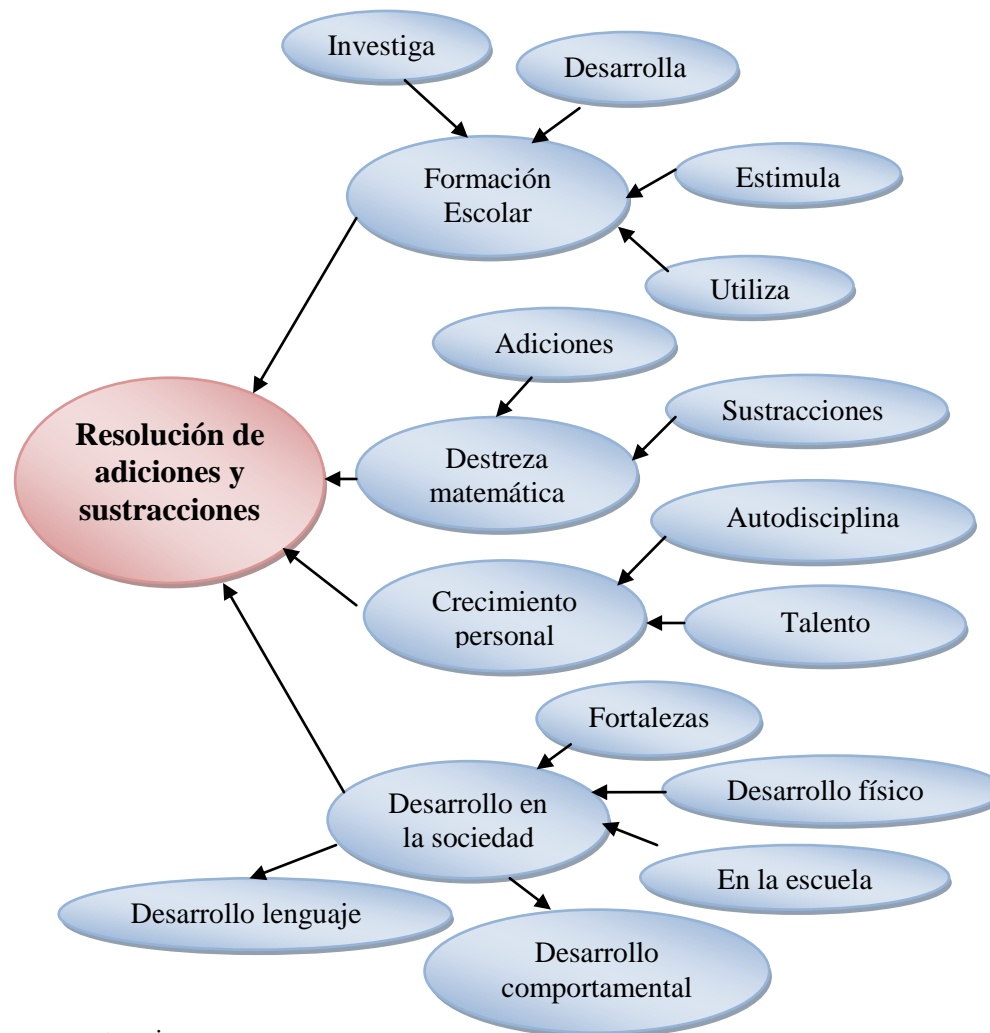 Investiga
Desarrolla
Formación
Escolar
Estimula
Utiliza
Adiciones
Sustracciones
Destreza
matemática
Resolución de
adiciones y
sustracciones
Autodisciplina
Crecimiento
personal
Talento
Fortalezas
Desarrollo en
la sociedad
Desarrollo físico
En la escuela
Desarrollo lenguaje
Desarrollo
comportamental